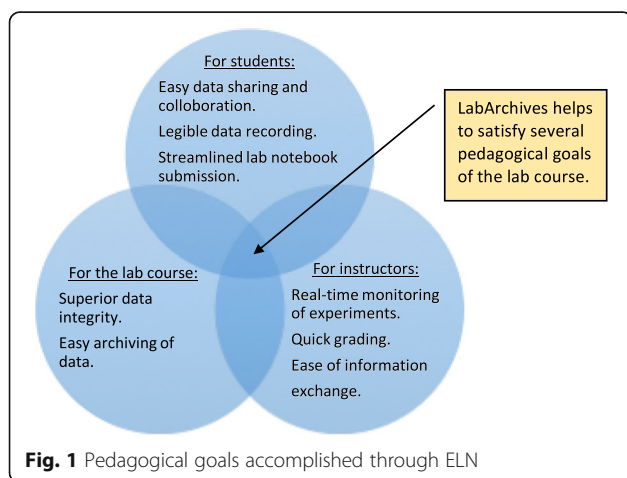 For students:
Easy data sharing and
colloboration.
Legible data recording.
Streamlined lab notebook
submission.
LabArchives helps
to satisfy several
pedagogical goals
of the lab course.
For the lab course:
Superior data
integrity.
Easy archiving of
data.
For instructors:
Real-time monitoring
of experiments.
Quick grading.
Ease of information
exchange.
Fig. 1 Pedagogical goals accomplished through ELN